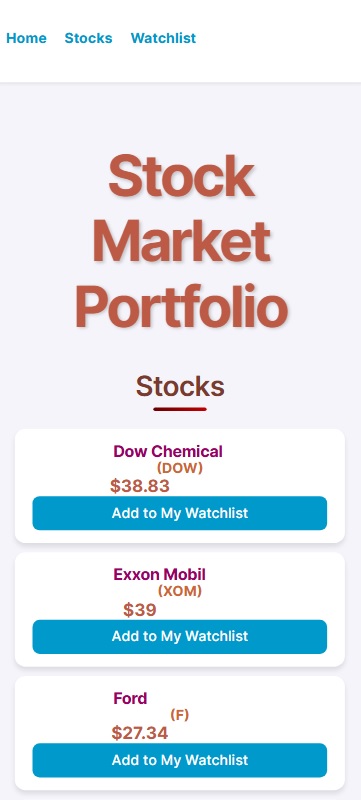 Home Stocks Watchlist
Stock
Market
Portfolio
Stocks
Dow Chemical
(DOW)
$38.83
Add to My Watchlist
Exxon Mobil
(XOM)
$39
Add to My Watchlist
Ford
(F)
$27.34
Add to My Watchlist